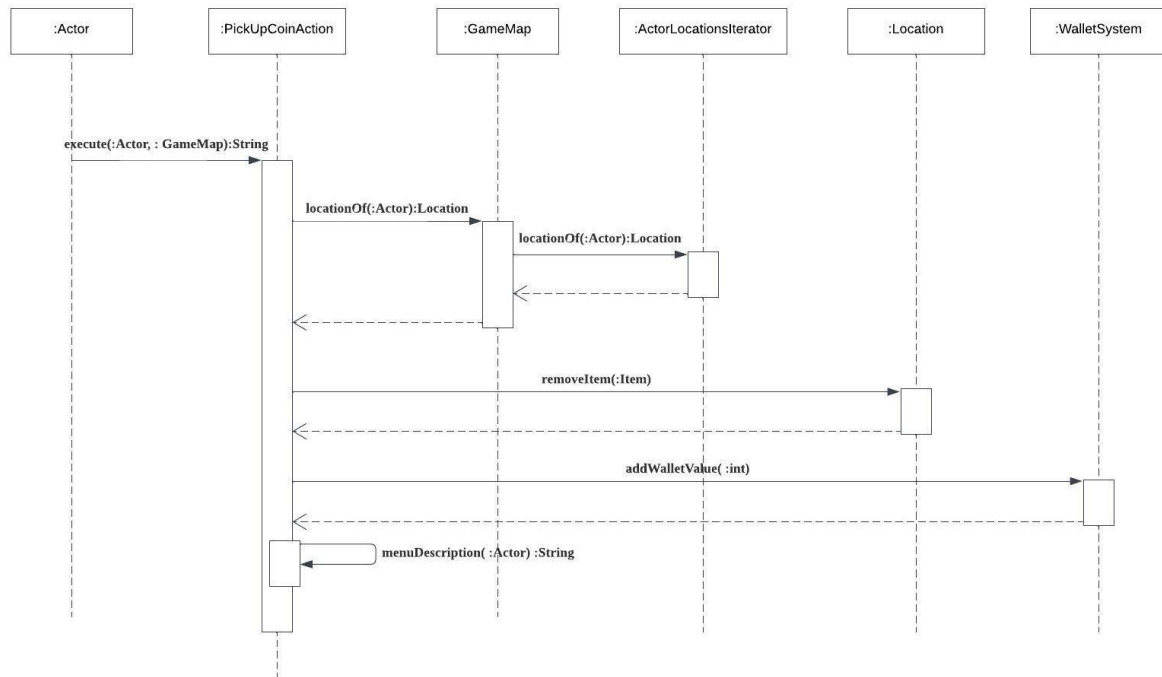 :Actor
:PickUpCoinAction
:GameMap
:ActorLocationsIterator
:Location
:WalletSystem
execute(:Actor, : GameMap):String
locationOf(:Actor):Location
locationOf(:Actor):Location
removeItem(:Item)
addWalletValue( :int)
menuDescription( :Actor) :String